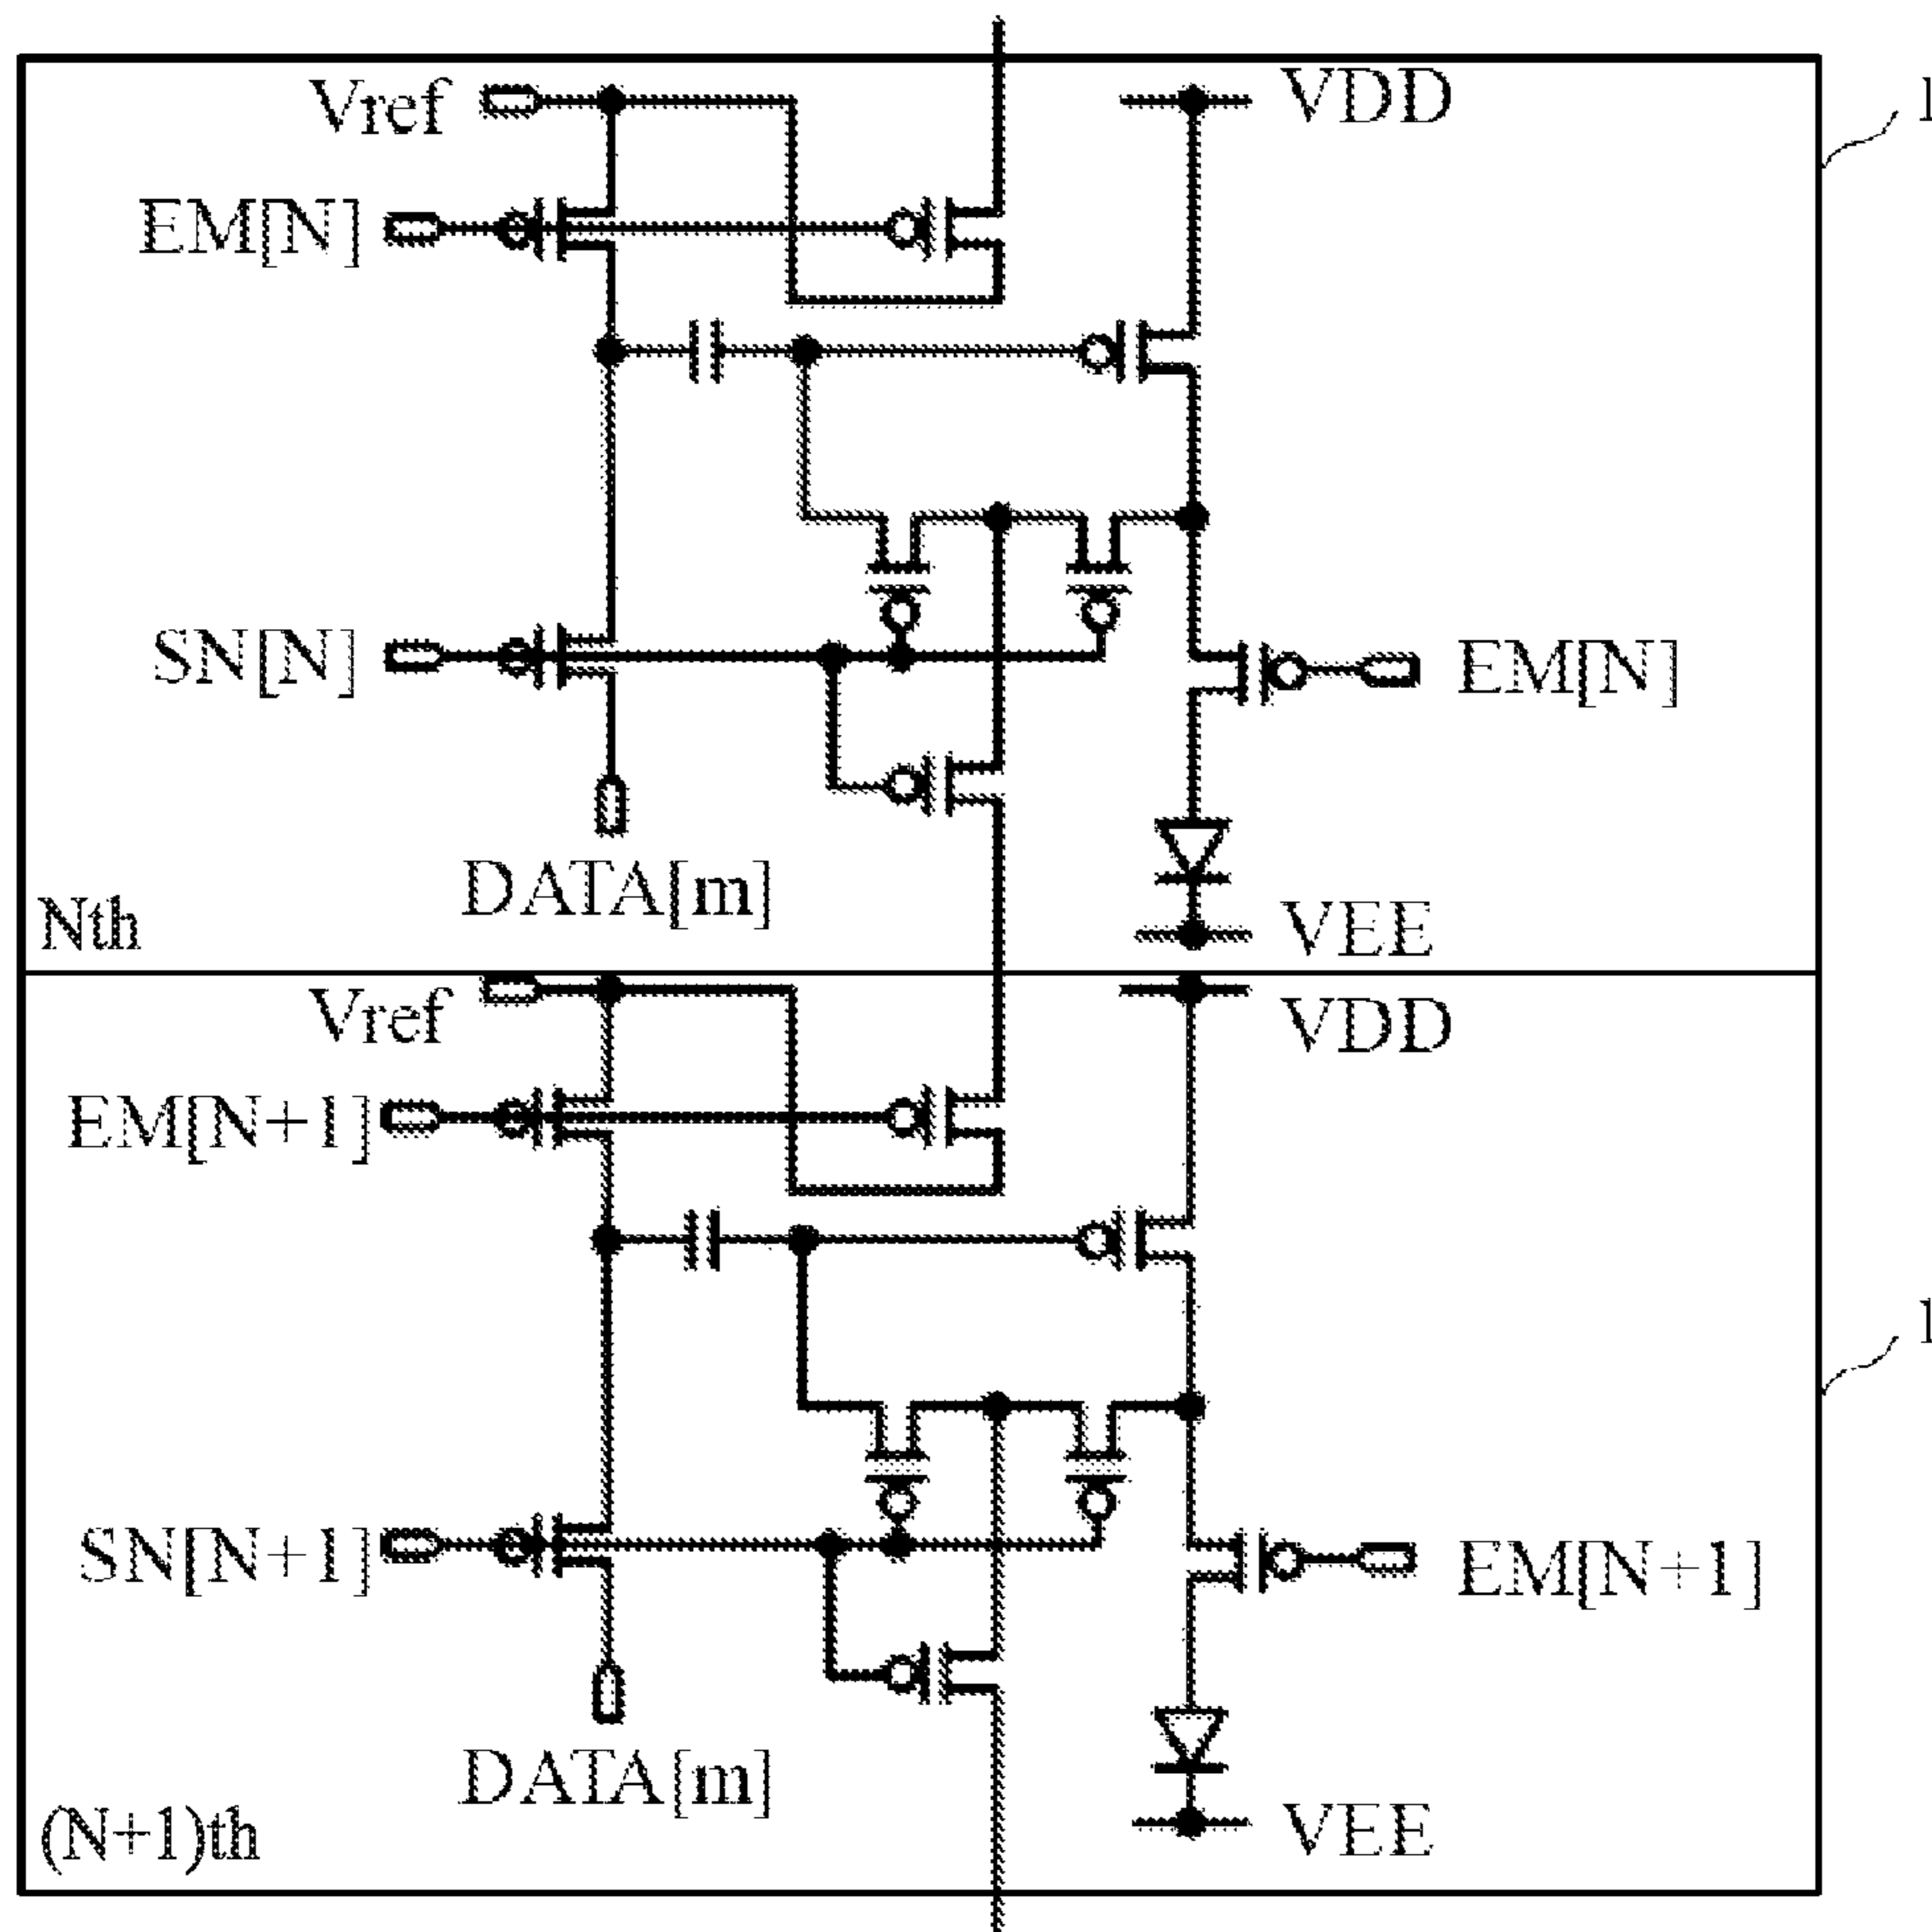 Vref
VDD
EM[N]
SN[N]
EM[N]
DATA[m]
Nth
VEE
Vref
VDD
EM[N+1]
SN[N+1]
EM[N+1]
DATA[m]
(N+1)th
VEE